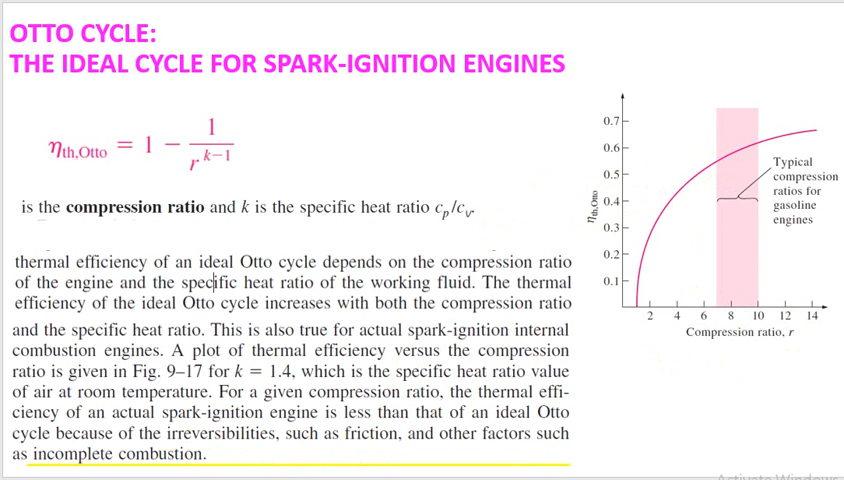 OTTO CYCLE:
THE IDEAL CYCLE FOR SPARK-IGNITION ENGINES
η_th,Otto = 1 − 1/r^(k−1)
is the compression ratio and k is the specific heat ratio c_p/c_v.
thermal efficiency of an ideal Otto cycle depends on the compression ratio
of the engine and the specific heat ratio of the working fluid. The thermal
efficiency of the ideal Otto cycle increases with both the compression ratio
and the specific heat ratio. This is also true for actual spark-ignition internal
combustion engines. A plot of thermal efficiency versus the compression
ratio is given in Fig. 9–17 for k = 1.4, which is the specific heat ratio value
of air at room temperature. For a given compression ratio, the thermal effi-
ciency of an actual spark-ignition engine is less than that of an ideal Otto
cycle because of the irreversibilities, such as friction, and other factors such
as incomplete combustion.
0.7
0.6
0.5
0.4
0.3
0.2
0.1
η_th,Otto
Typical
compression
ratios for
gasoline
engines
2 4 6 8 10 12 14
Compression ratio, r
Activate Windows